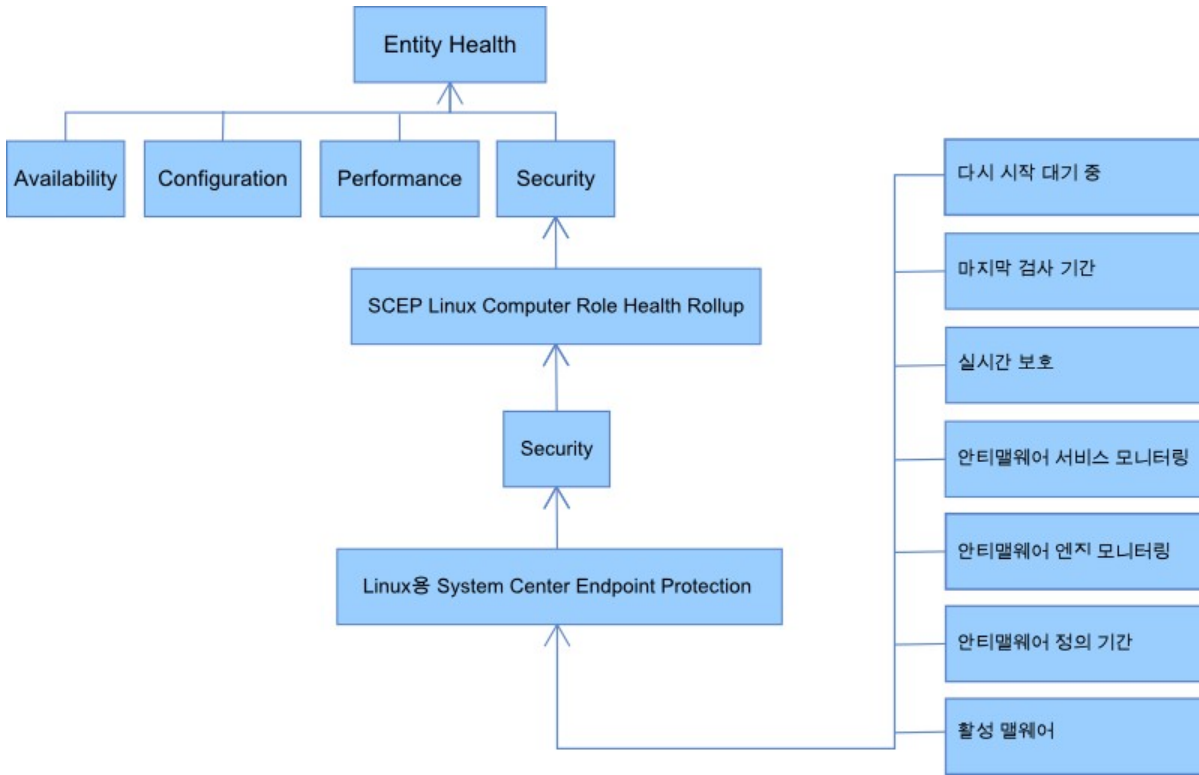 Entity Health
Availability
Configuration
Performance
Security
SCEP Linux Computer Role Health Rollup
Security
Linux용 System Center Endpoint Protection
다시 시작 대기 중
마지막 검사 기간
실시간 보호
안티맬웨어 서비스 모니터링
안티맬웨어 엔지 모니터링
안티맬웨어 정의 기간
활성 맬웨어